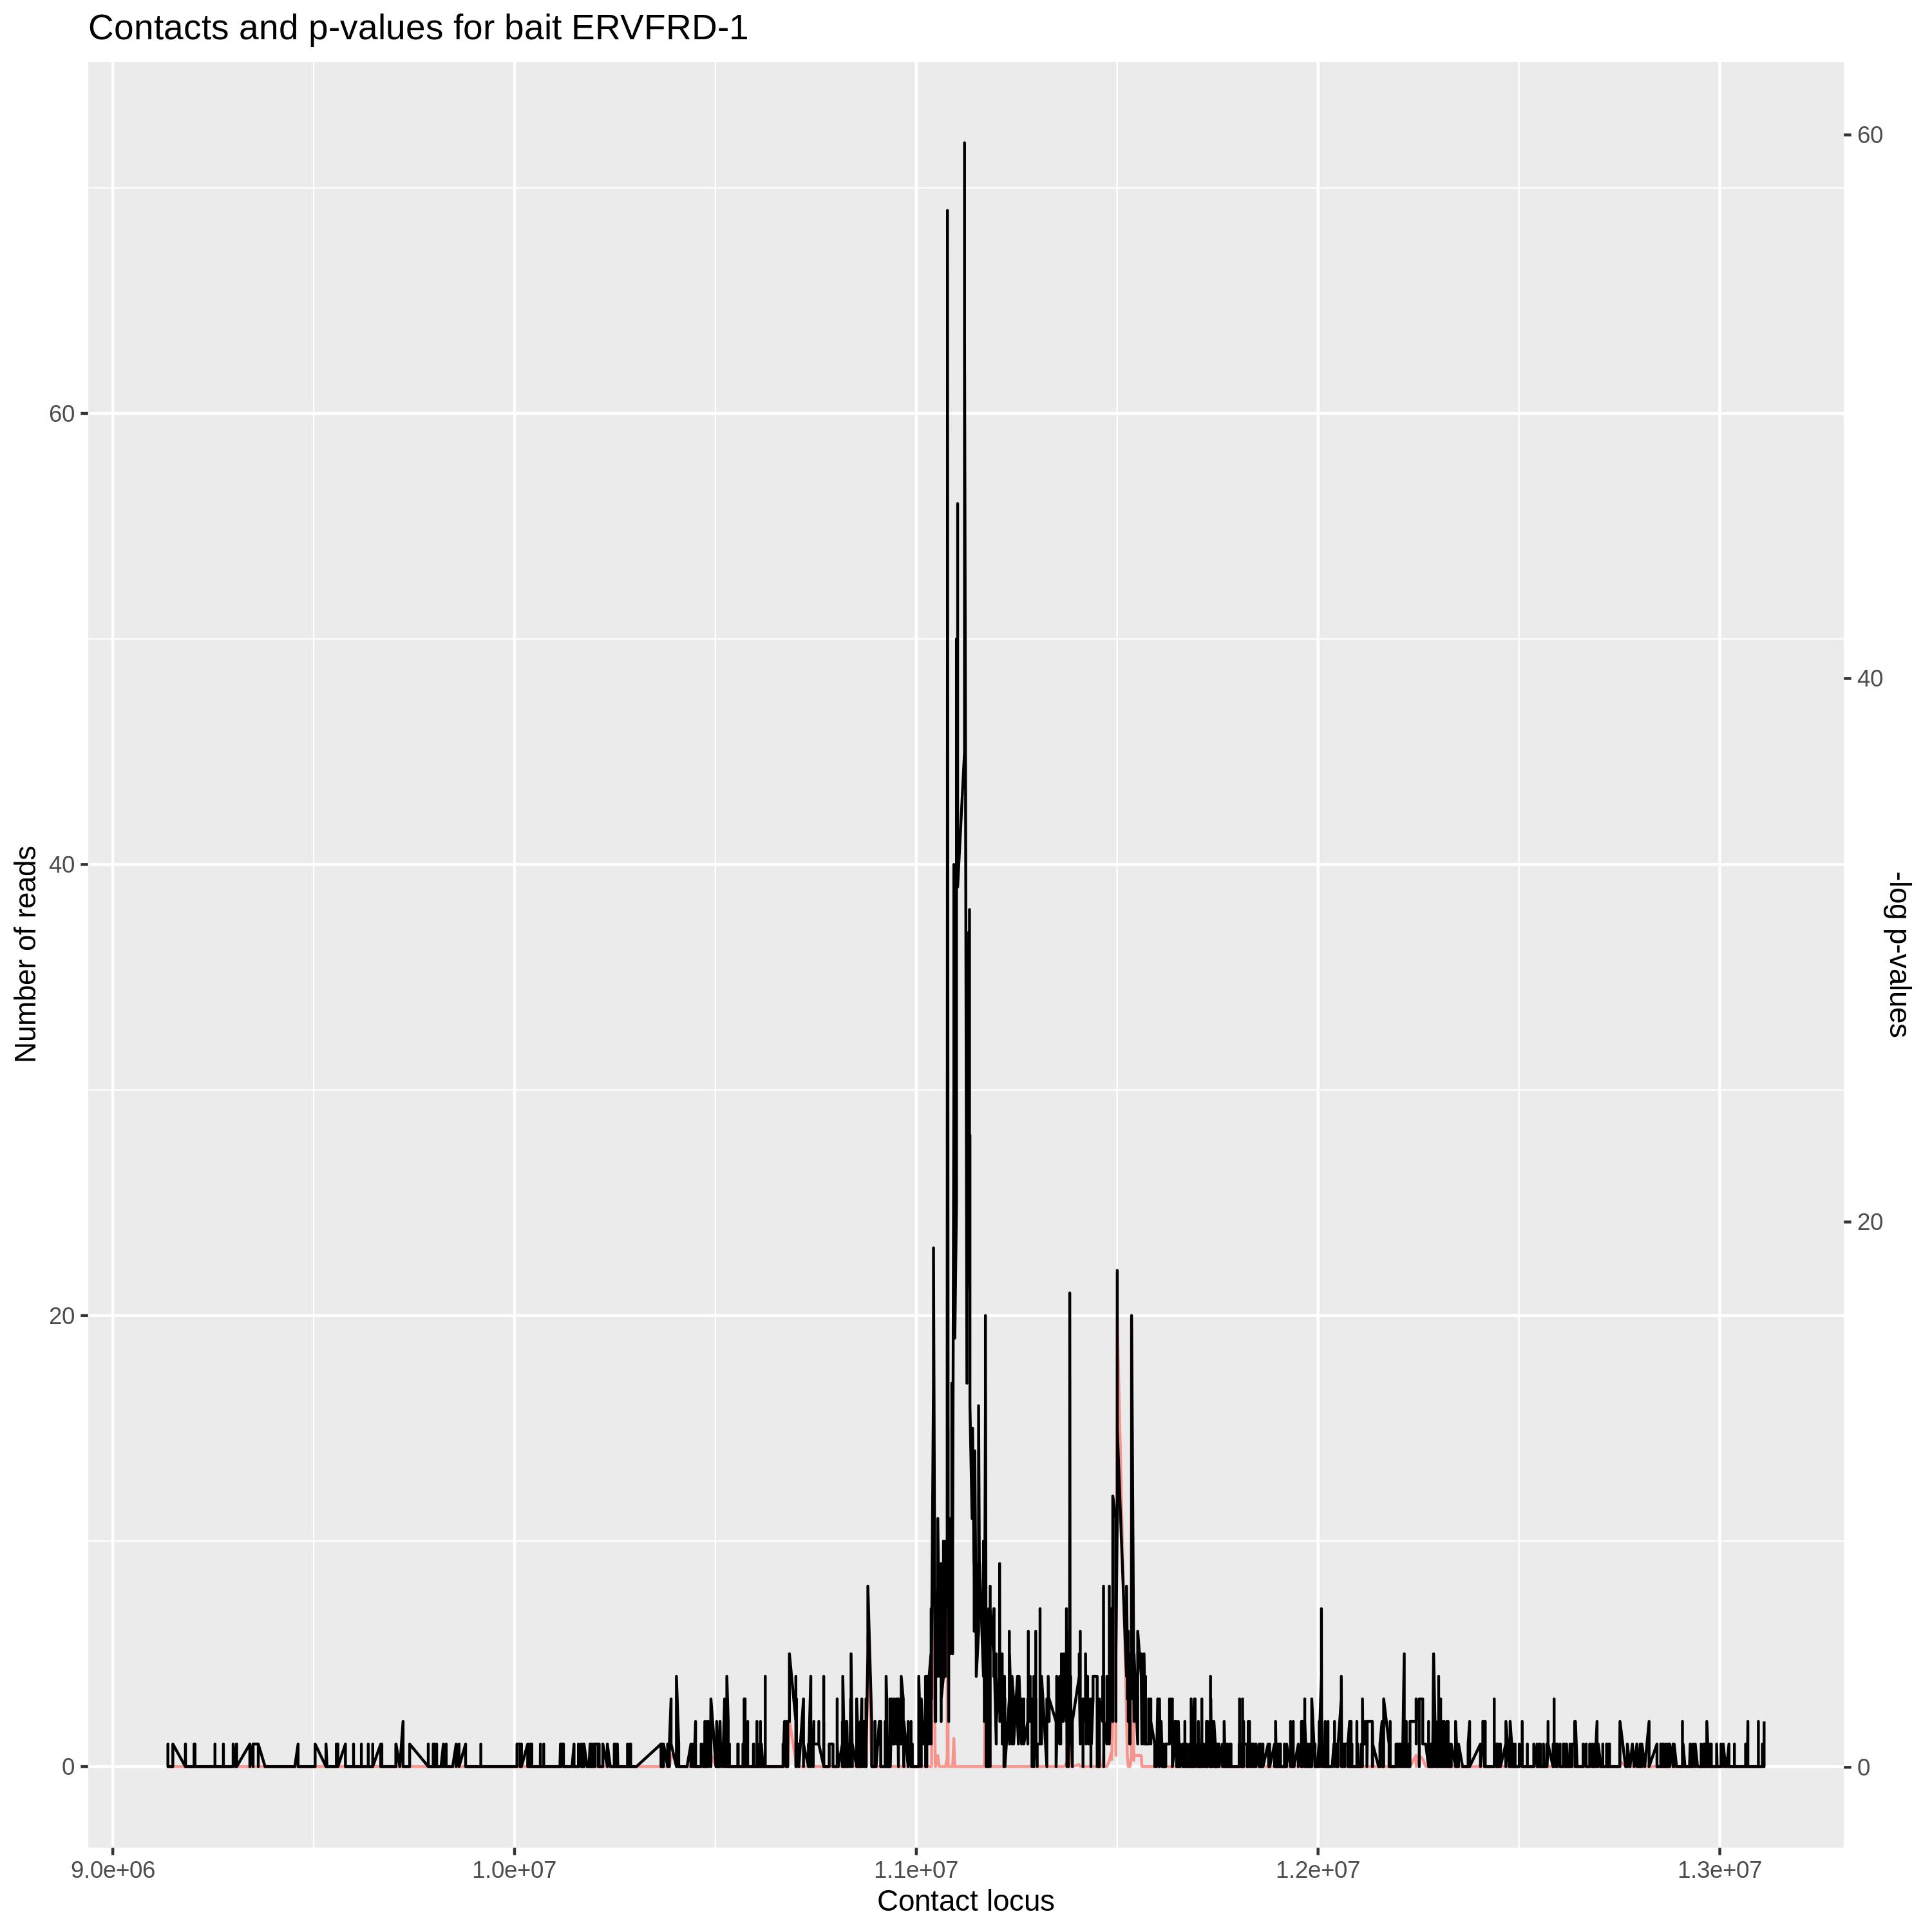 Contacts and p-values for bait ERVFRD-1
60
40
20
0
Number of reads
60
40
20
0
-log p-values
9.0e+06
1.0e+07
1.1e+07
1.2e+07
1.3e+07
Contact locus